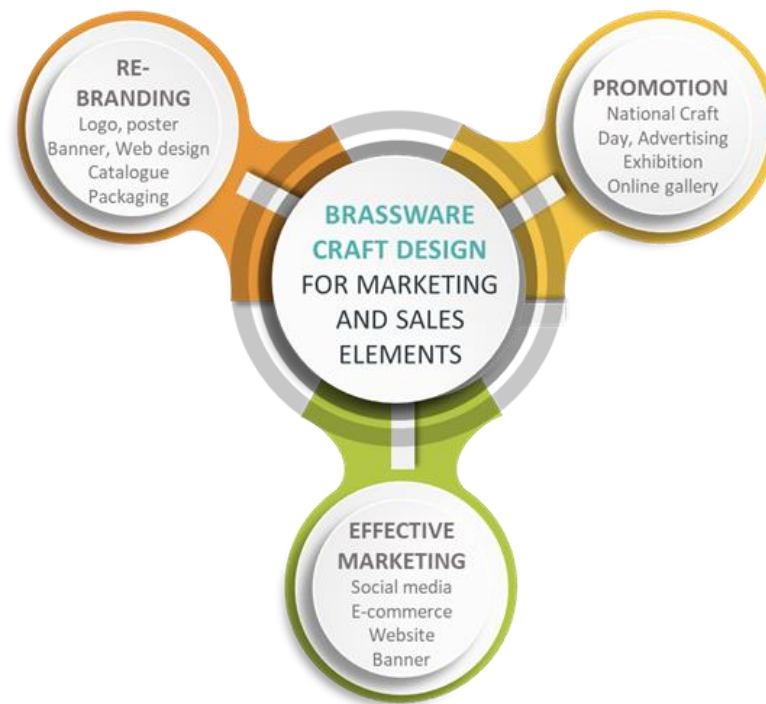 RE-
BRANDING
Logo, poster
Banner, Web design
Catalogue
Packaging
PROMOTION
National Craft
Day, Advertising
Exhibition
Online gallery
BRASSWARE
CRAFT DESIGN
FOR MARKETING
AND SALES
ELEMENTS
EFFECTIVE
MARKETING
Social media
E-commerce
Website
Banner